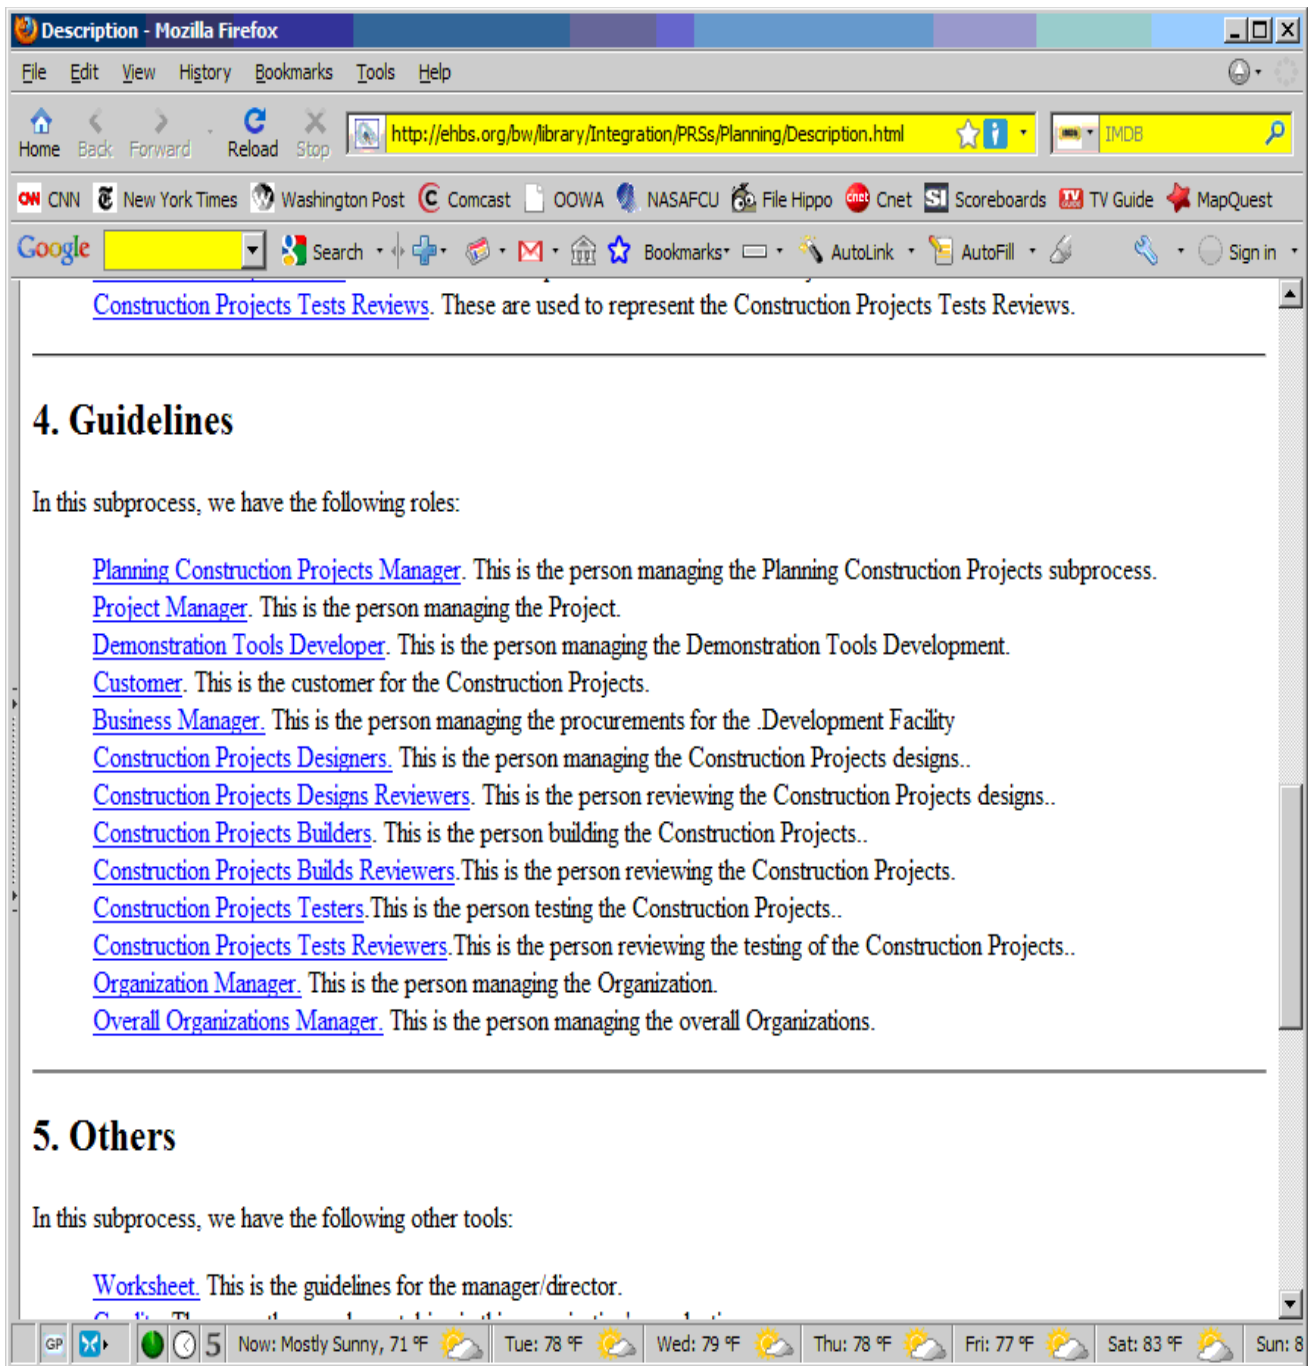 Description - Mozilla Firefox
File Edit View History Bookmarks Tools Help
Home Back Forward Reload Stop http://ehbs.org/bw/library/Integration/PRSs/Planning/Description.html IMDB
CNN New York Times Washington Post Comcast OOWA NASAFCU File Hippo Cnet Scoreboards TV Guide MapQuest
Google Search Bookmarks AutoLink AutoFill Sign in
Construction Projects Tests Reviews. These are used to represent the Construction Projects Tests Reviews.
4. Guidelines
In this subprocess, we have the following roles:
Planning Construction Projects Manager. This is the person managing the Planning Construction Projects subprocess.
Project Manager. This is the person managing the Project.
Demonstration Tools Developer. This is the person managing the Demonstration Tools Development.
Customer. This is the customer for the Construction Projects.
Business Manager. This is the person managing the procurements for the .Development Facility
Construction Projects Designers. This is the person managing the Construction Projects designs..
Construction Projects Designs Reviewers. This is the person reviewing the Construction Projects designs..
Construction Projects Builders. This is the person building the Construction Projects..
Construction Projects Builds Reviewers.This is the person reviewing the Construction Projects.
Construction Projects Testers.This is the person testing the Construction Projects..
Construction Projects Tests Reviewers.This is the person reviewing the testing of the Construction Projects..
Organization Manager. This is the person managing the Organization.
Overall Organizations Manager. This is the person managing the overall Organizations.
5. Others
In this subprocess, we have the following other tools:
Worksheet. This is the guidelines for the manager/director.
GP 5 Now: Mostly Sunny, 71 °F Tue: 78 °F Wed: 79 °F Thu: 78 °F Fri: 77 °F Sat: 83 °F Sun: 8